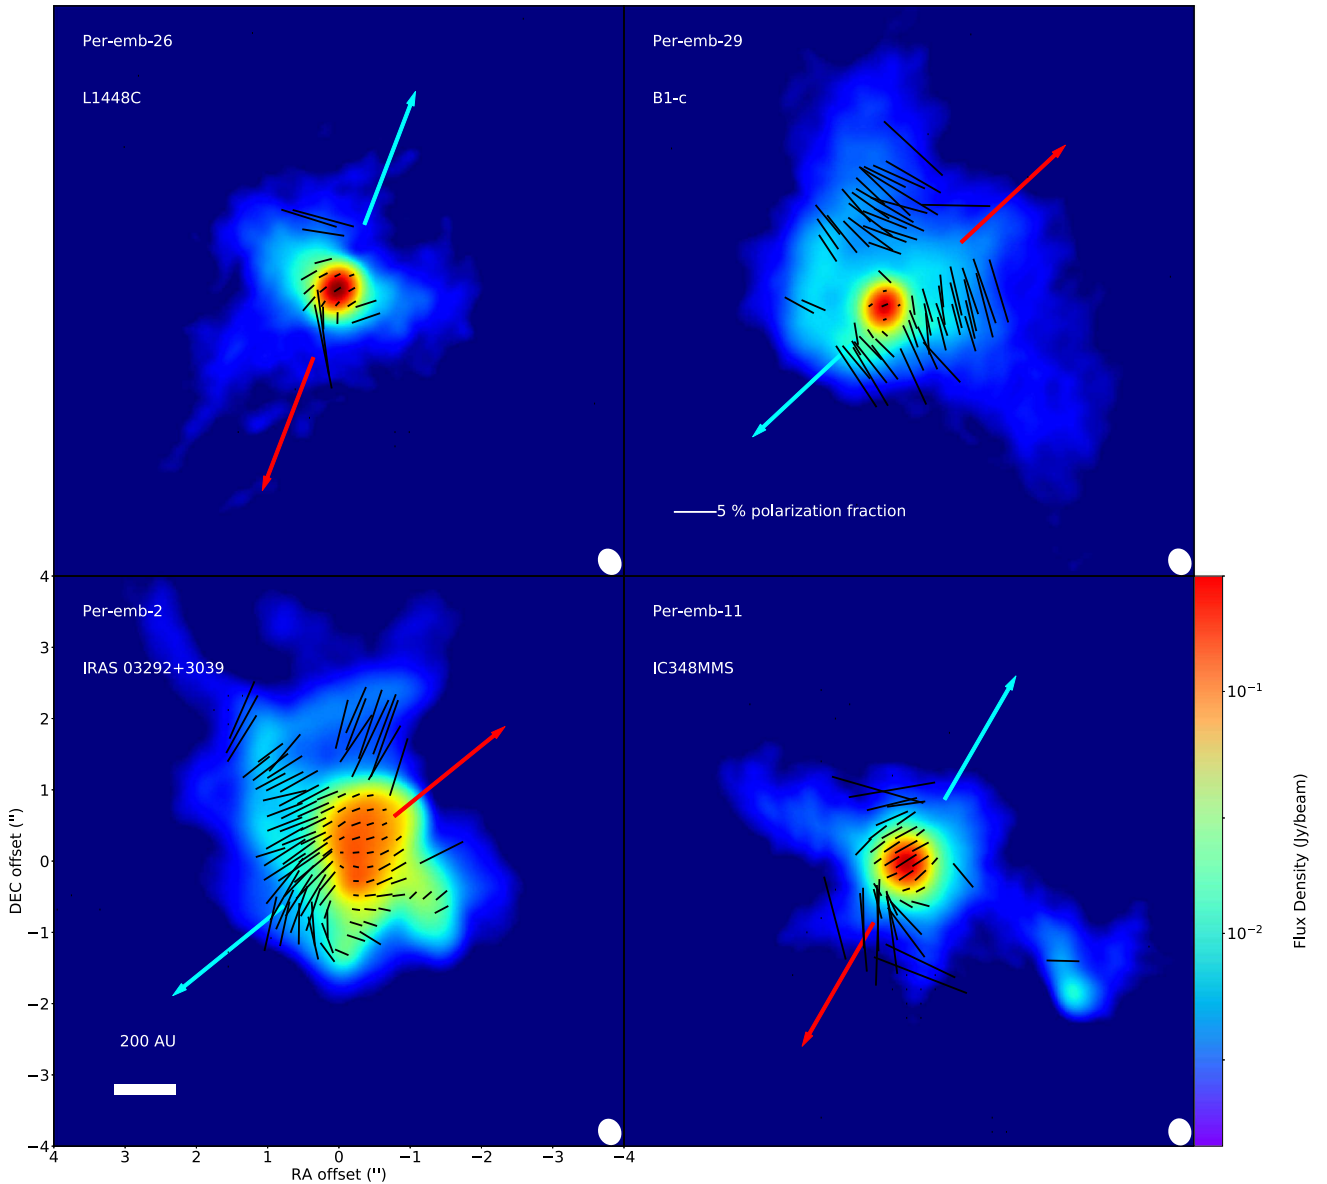 Per-emb-26
L1448C
Per-emb-29
B1-c
5 % polarization fraction
Per-emb-2
IRAS 03292+3039
200 AU
Per-emb-11
IC348MMS
4
3
2
1
0
−1
−2
−3
−4
DEC offset (")
4
3
2
1
0
−1
−2
−3
−4
RA offset (")
10−1
10−2
Flux Density (Jy/beam)